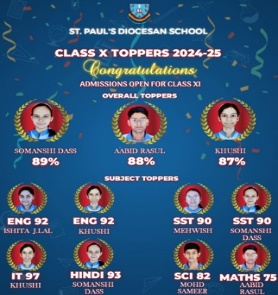 ST. PAUL'S DIOCESAN SCHOOL
CLASS X TOPPERS 2024-25
Congratulations
ADMISSIONS OPEN FOR CLASS XI
OVERALL TOPPERS
SOMANSHI DASS AABID RASUL KHUSHI
89% 88% 87%
SUBJECT TOPPERS
ENG 92 ENG 92 SST 90 SST 90
ISHITA J.LAL KHUSHI MEHWISH SOMANSHI
DASS
IT 97 HINDI 93 SCI 82 MATHS 75
KHUSHI SOMANSHI MOHD AABID
DASS SAMEER RASUL